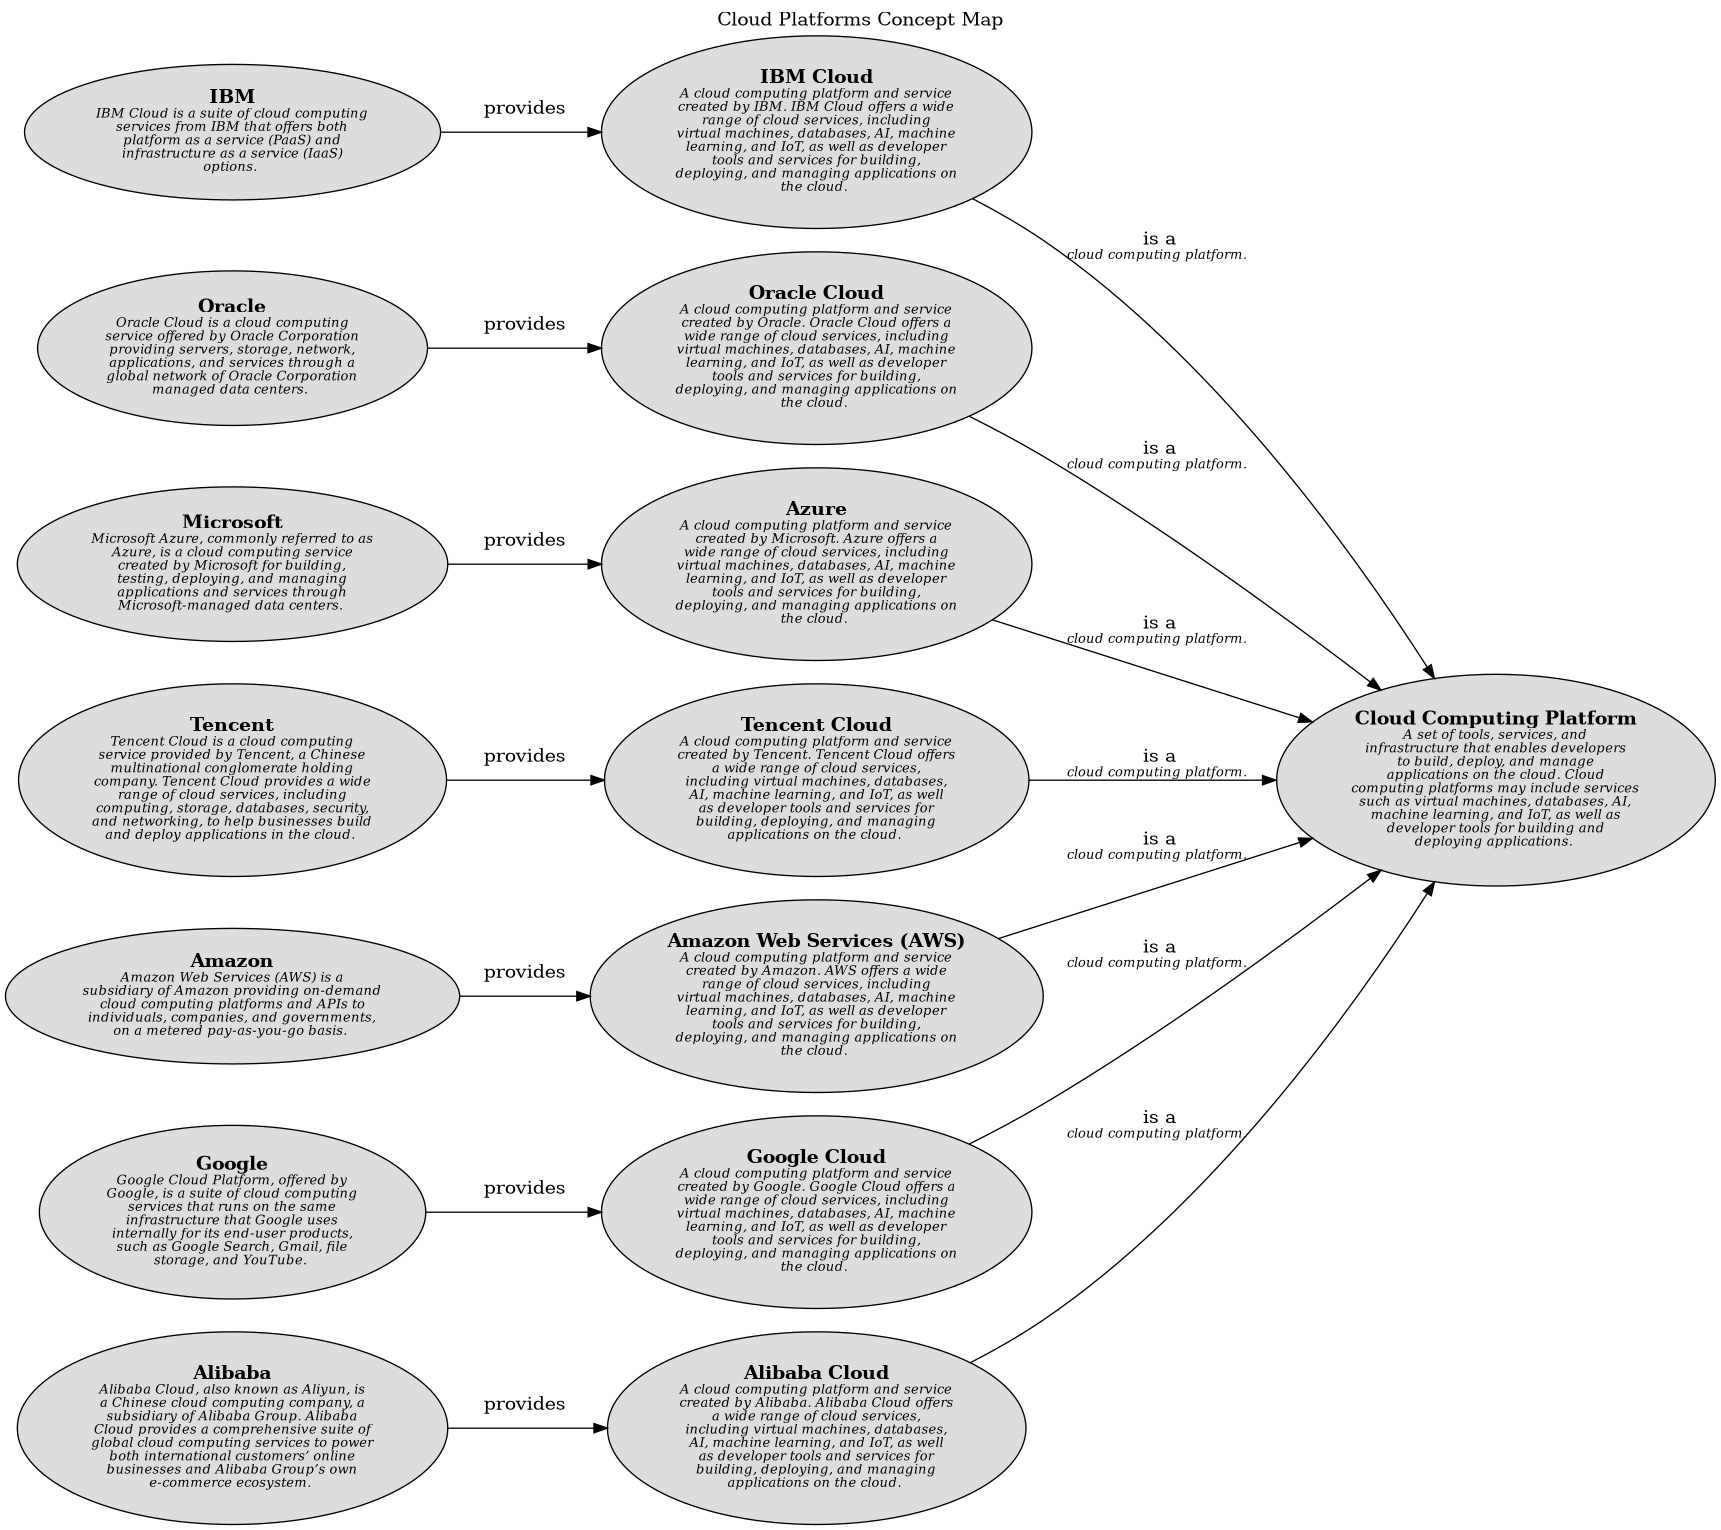 Cloud Platforms Concept Map
IBM
IBM Cloud is a suite of cloud computing
services from IBM that offers both
platform as a service (PaaS) and
infrastructure as a service (IaaS)
options.
provides
IBM Cloud
A cloud computing platform and service
created by IBM. IBM Cloud offers a wide
range of cloud services, including
virtual machines, databases, AI, machine
learning, and IoT, as well as developer
tools and services for building,
deploying, and managing applications on
the cloud.
is a
cloud computing platform.
Oracle
Oracle Cloud is a cloud computing
service offered by Oracle Corporation
providing servers, storage, network,
applications, and services through a
global network of Oracle Corporation
managed data centers.
provides
Oracle Cloud
A cloud computing platform and service
created by Oracle. Oracle Cloud offers a
wide range of cloud services, including
virtual machines, databases, AI, machine
learning, and IoT, as well as developer
tools and services for building,
deploying, and managing applications on
the cloud.
is a
cloud computing platform.
Microsoft
Microsoft Azure, commonly referred to as
Azure, is a cloud computing service
created by Microsoft for building,
testing, deploying, and managing
applications and services through
Microsoft-managed data centers.
provides
Azure
A cloud computing platform and service
created by Microsoft. Azure offers a
wide range of cloud services, including
virtual machines, databases, AI, machine
learning, and IoT, as well as developer
tools and services for building,
deploying, and managing applications on
the cloud.
is a
cloud computing platform.
Tencent
Tencent Cloud is a cloud computing
service provided by Tencent, a Chinese
multinational conglomerate holding
company. Tencent Cloud provides a wide
range of cloud services, including
computing, storage, databases, security,
and networking, to help businesses build
and deploy applications in the cloud.
provides
Tencent Cloud
A cloud computing platform and service
created by Tencent. Tencent Cloud offers
a wide range of cloud services,
including virtual machines, databases,
AI, machine learning, and IoT, as well
as developer tools and services for
building, deploying, and managing
applications on the cloud.
is a
cloud computing platform.
Cloud Computing Platform
A set of tools, services, and
infrastructure that enables developers
to build, deploy, and manage
applications on the cloud. Cloud
computing platforms may include services
such as virtual machines, databases, AI,
machine learning, and IoT, as well as
developer tools for building and
deploying applications.
Amazon
Amazon Web Services (AWS) is a
subsidiary of Amazon providing on-demand
cloud computing platforms and APIs to
individuals, companies, and governments,
on a metered pay-as-you-go basis.
provides
Amazon Web Services (AWS)
A cloud computing platform and service
created by Amazon. AWS offers a wide
range of cloud services, including
virtual machines, databases, AI, machine
learning, and IoT, as well as developer
tools and services for building,
deploying, and managing applications on
the cloud.
is a
cloud computing platform.
Google
Google Cloud Platform, offered by
Google, is a suite of cloud computing
services that runs on the same
infrastructure that Google uses
internally for its end-user products,
such as Google Search, Gmail, file
storage, and YouTube.
provides
Google Cloud
A cloud computing platform and service
created by Google. Google Cloud offers a
wide range of cloud services, including
virtual machines, databases, AI, machine
learning, and IoT, as well as developer
tools and services for building,
deploying, and managing applications on
the cloud.
is a
cloud computing platform.
Alibaba
Alibaba Cloud, also known as Aliyun, is
a Chinese cloud computing company, a
subsidiary of Alibaba Group. Alibaba
Cloud provides a comprehensive suite of
global cloud computing services to power
both international customers’ online
businesses and Alibaba Group’s own
e-commerce ecosystem.
provides
Alibaba Cloud
A cloud computing platform and service
created by Alibaba. Alibaba Cloud offers
a wide range of cloud services,
including virtual machines, databases,
AI, machine learning, and IoT, as well
as developer tools and services for
building, deploying, and managing
applications on the cloud.
is a
cloud computing platform.